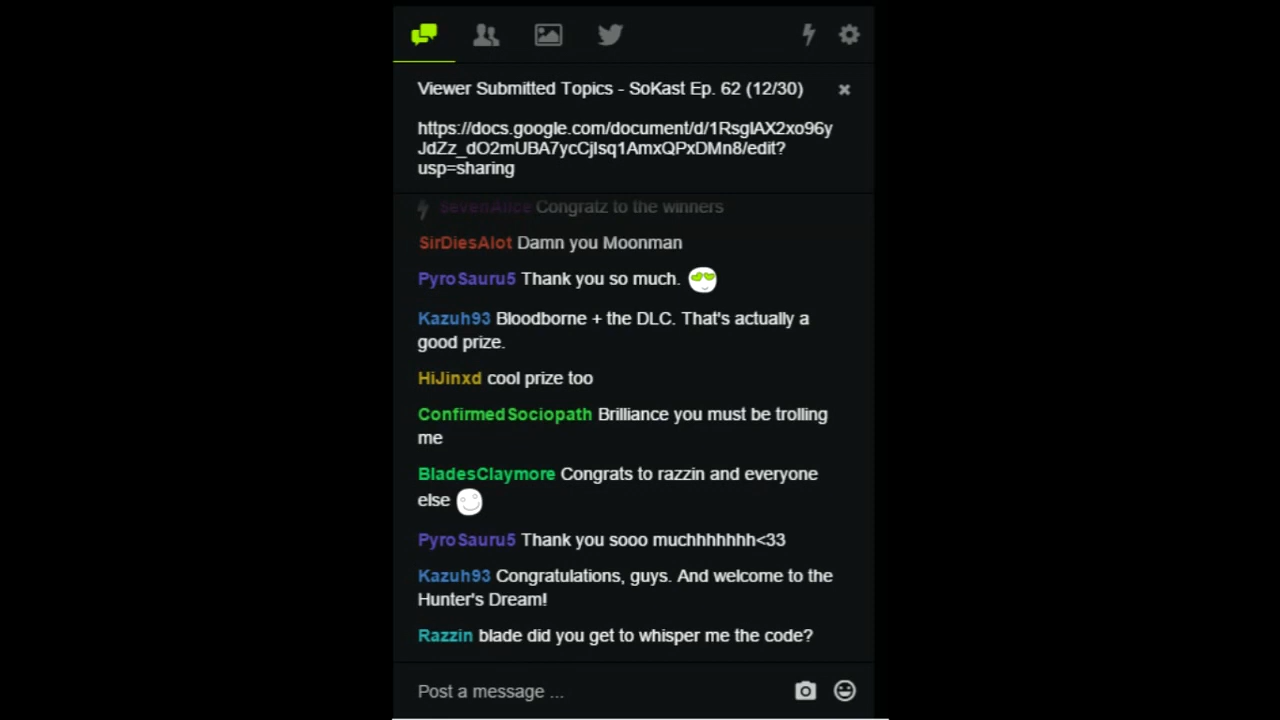 Viewer Submitted Topics - SoKast Ep. 62 (12/30)
https://docs.google.com/document/d/1RsglAX2xo96y
JdZz_dO2mUBA7ycCjlsq1AmxQPxDMn8/edit?
usp=sharing
SevenAlice Congratz to the winners
SirDiesAlot Damn you Moonman
PyroSauru5 Thank you so much.
Kazuh93 Bloodborne + the DLC. That's actually a
good prize.
HiJinxd cool prize too
ConfirmedSociopath Brilliance you must be trolling
me
BladesClaymore Congrats to razzin and everyone
else
PyroSauru5 Thank you sooo muchhhhhhh<33
Kazuh93 Congratulations, guys. And welcome to the
Hunter's Dream!
Razzin blade did you get to whisper me the code?
Post a message ...